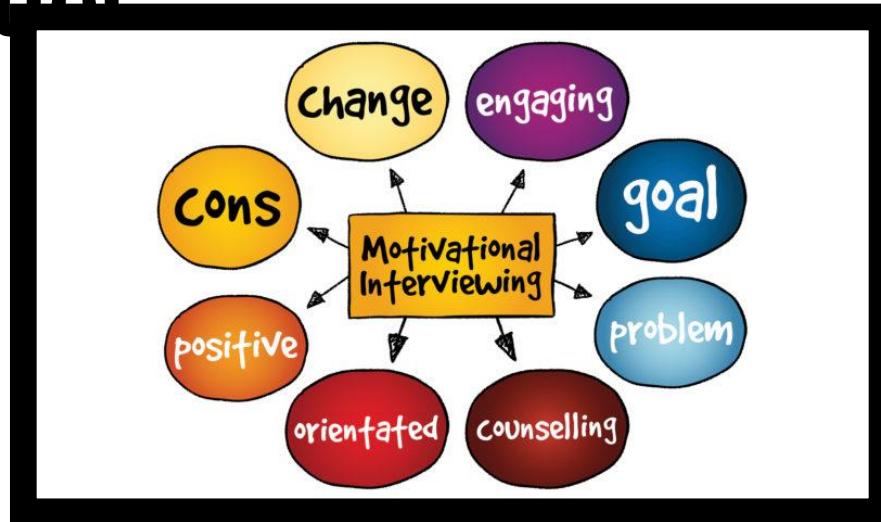 change
engaging
cons
goal
Motivational
Interviewing
positive
problem
orientated
counselling